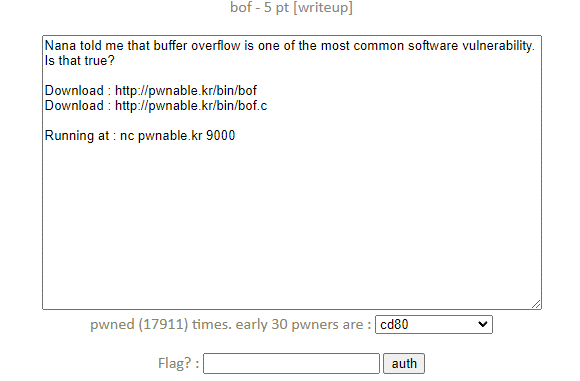 bof - 5 pt [writeup]
Nana told me that buffer overflow is one of the most common software vulnerability.
Is that true?
Download : http://pwnable.kr/bin/bof
Download : http://pwnable.kr/bin/bof.c
Running at : nc pwnable.kr 9000
pwned (17911) times. early 30 pwners are : cd80
Flag? : auth